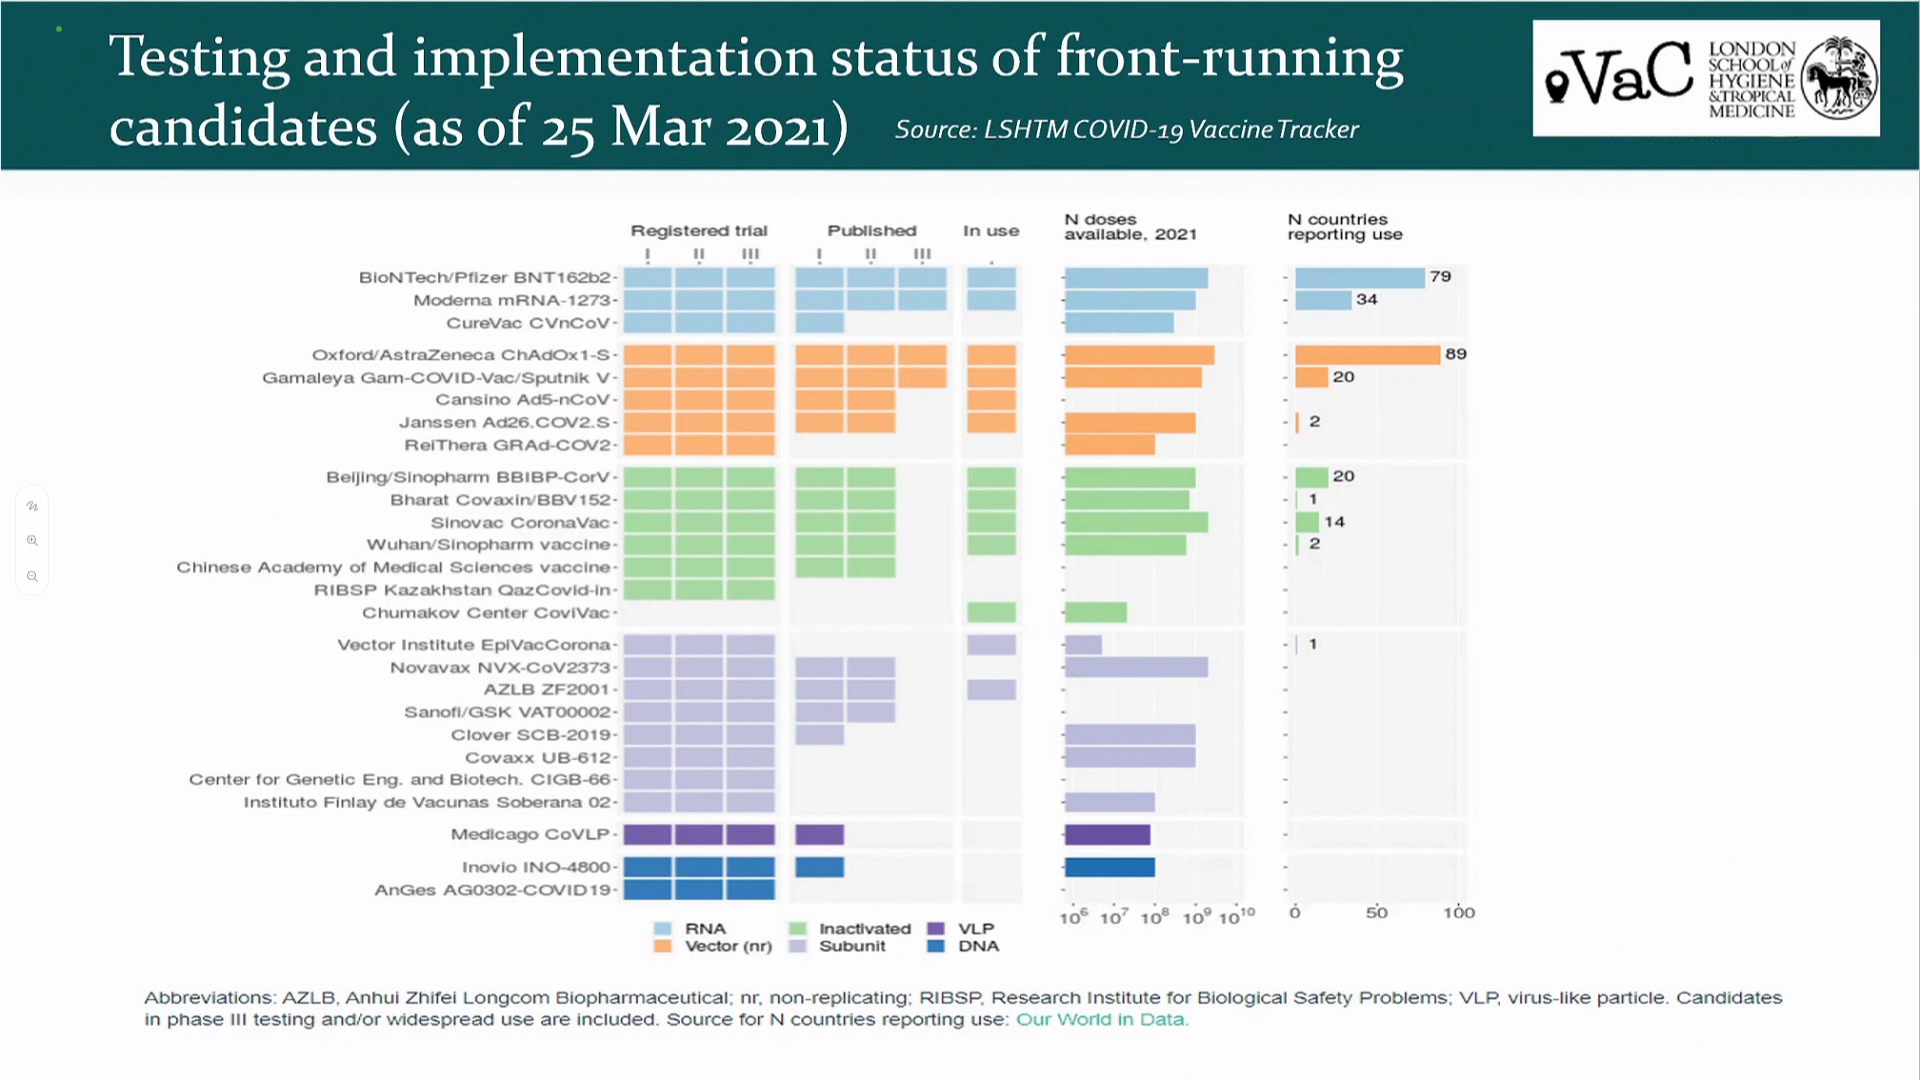 Testing and implementation status of front-running
candidates (as of 25 Mar 2021)
Source: LSHTM COVID-19 Vaccine Tracker
VaC
LONDON
SCHOOL of
HYGIENE
& TROPICAL
MEDICINE
Registered trial
Published
In use
N doses
available, 2021
N countries
reporting use
I II III
I II III
BioNTech/Pfizer BNT162b2
79
Moderna mRNA-1273
34
CureVac CVnCoV
Oxford/AstraZeneca ChAdOx1-S
89
Gamaleya Gam-COVID-Vac/Sputnik V
20
Cansino Ad5-nCoV
Janssen Ad26.COV2.S
2
ReiThera GRAd-COV2
Beijing/Sinopharm BBIBP-CorV
20
Bharat Covaxin/BBV152
1
Sinovac CoronaVac
14
Wuhan/Sinopharm vaccine
2
Chinese Academy of Medical Sciences vaccine
RIBSP Kazakhstan QazCovid-in
Chumakov Center CoviVac
Vector Institute EpiVacCorona
1
Novavax NVX-CoV2373
AZLB ZF2001
Sanofi/GSK VAT00002
Clover SCB-2019
Covaxx UB-612
Center for Genetic Eng. and Biotech. CIGB-66
Instituto Finlay de Vacunas Soberana 02
Medicago CoVLP
Inovio INO-4800
AnGes AG0302-COVID19
10⁶ 10⁷ 10⁸ 10⁹ 10¹⁰
0 50 100
RNA
Inactivated
VLP
Vector (nr)
Subunit
DNA
Abbreviations: AZLB, Anhui Zhifei Longcom Biopharmaceutical; nr, non-replicating; RIBSP, Research Institute for Biological Safety Problems; VLP, virus-like particle. Candidates
in phase III testing and/or widespread use are included. Source for N countries reporting use: Our World in Data.